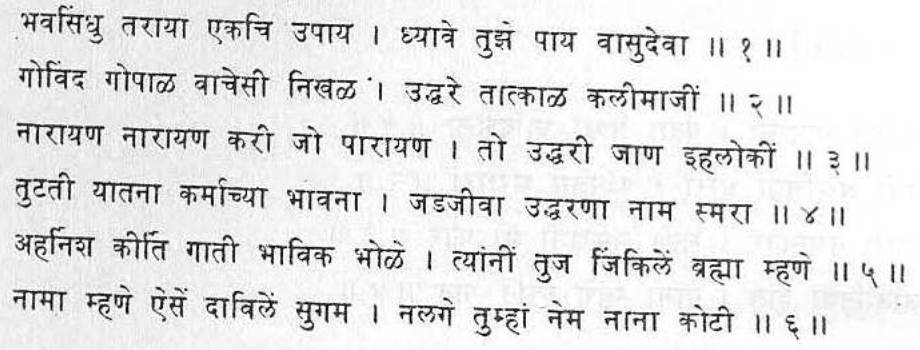 भवसिंधु तराया एकचि उपाय । ध्यावे तुझे पाय वासुदेवा ॥ १ ॥
गोविंद गोपाळ वाचेसी निखळ । उद्धरे तात्काळ कलीमाजीं ॥ २ ॥
नारायण नारायण करी जो पारायण । तो उद्धरी जाण इहलोकीं ॥ ३ ॥
तुटती यातना कर्माच्या भावना । जडजीवा उद्धरणा नाम स्मरा ॥ ४ ॥
अहर्निश कीर्ति गाती भाविक भोळे । त्यांनीं तुज जिंकिलें ब्रह्मा म्हणे ॥ ५ ॥
नामा म्हणे ऐसें दाविलें सुगम । नलगे तुम्हां नेम नाना कोटी ॥ ६ ॥